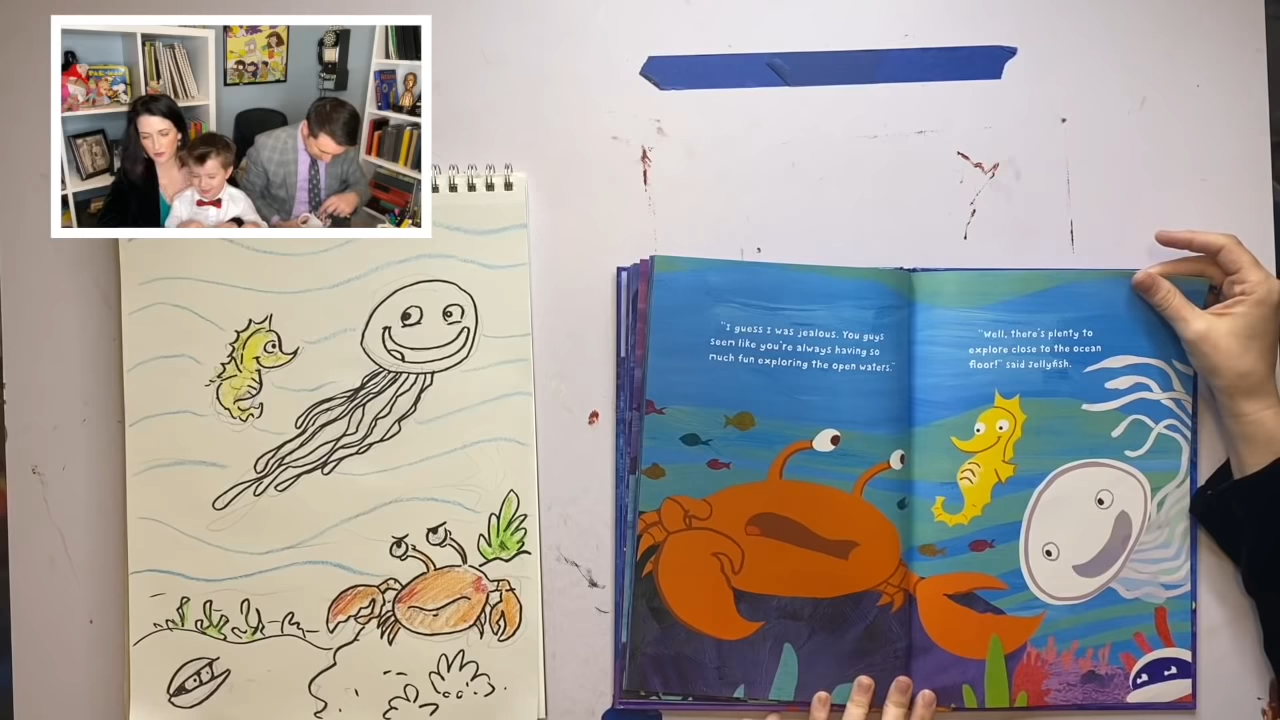 "I guess I was jealous. You guys
seem like you're always having so
much fun exploring the open waters."
"Well, there's plenty to
explore close to the ocean
floor!" said Jellyfish.